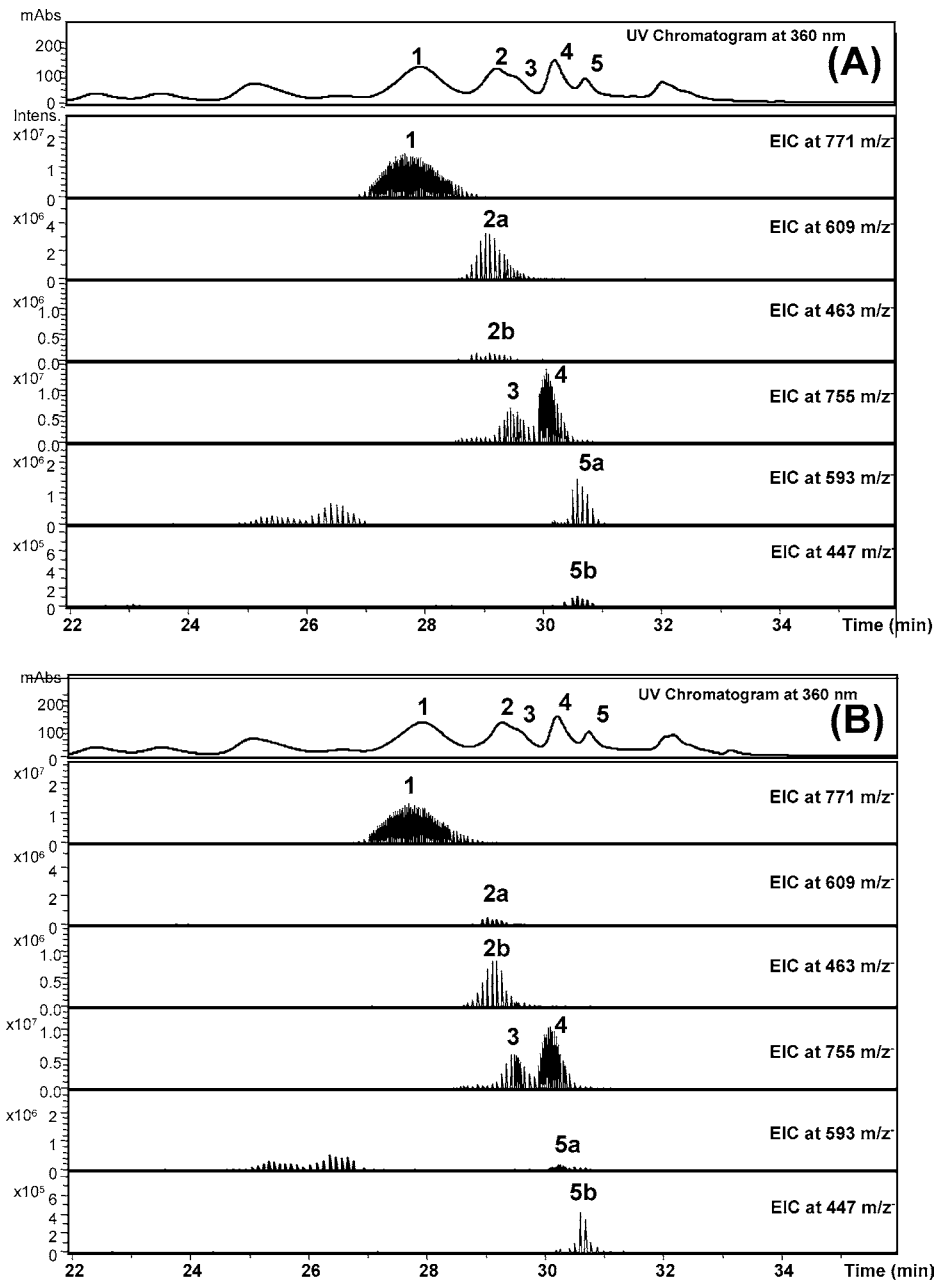 mAbs
UV Chromatogram at 360 nm
(A)
200
100
0
1
2
3
4
5
Intens.
x10⁷
2
1
0
1
EIC at 771 m/z⁻
x10⁶
4
2
0
2a
EIC at 609 m/z⁻
x10⁶
1.0
0.5
0.0
2b
EIC at 463 m/z⁻
x10⁷
1.0
0.5
0.0
3
4
EIC at 755 m/z⁻
x10⁶
2
1
0
5a
EIC at 593 m/z⁻
x10⁵
6
4
2
0
5b
EIC at 447 m/z⁻
22 24 26 28 30 32 34 Time (min)
mAbs
UV Chromatogram at 360 nm
(B)
200
100
0
1
2
3
4
5
x10⁷
2
1
0
1
EIC at 771 m/z⁻
x10⁶
4
2
0
2a
EIC at 609 m/z⁻
x10⁶
1.0
0.5
0.0
2b
EIC at 463 m/z⁻
x10⁷
1.0
0.5
0.0
3
4
EIC at 755 m/z⁻
x10⁶
2
1
0
5a
EIC at 593 m/z⁻
x10⁵
6
4
2
0
5b
EIC at 447 m/z⁻
22 24 26 28 30 32 34 Time (min)